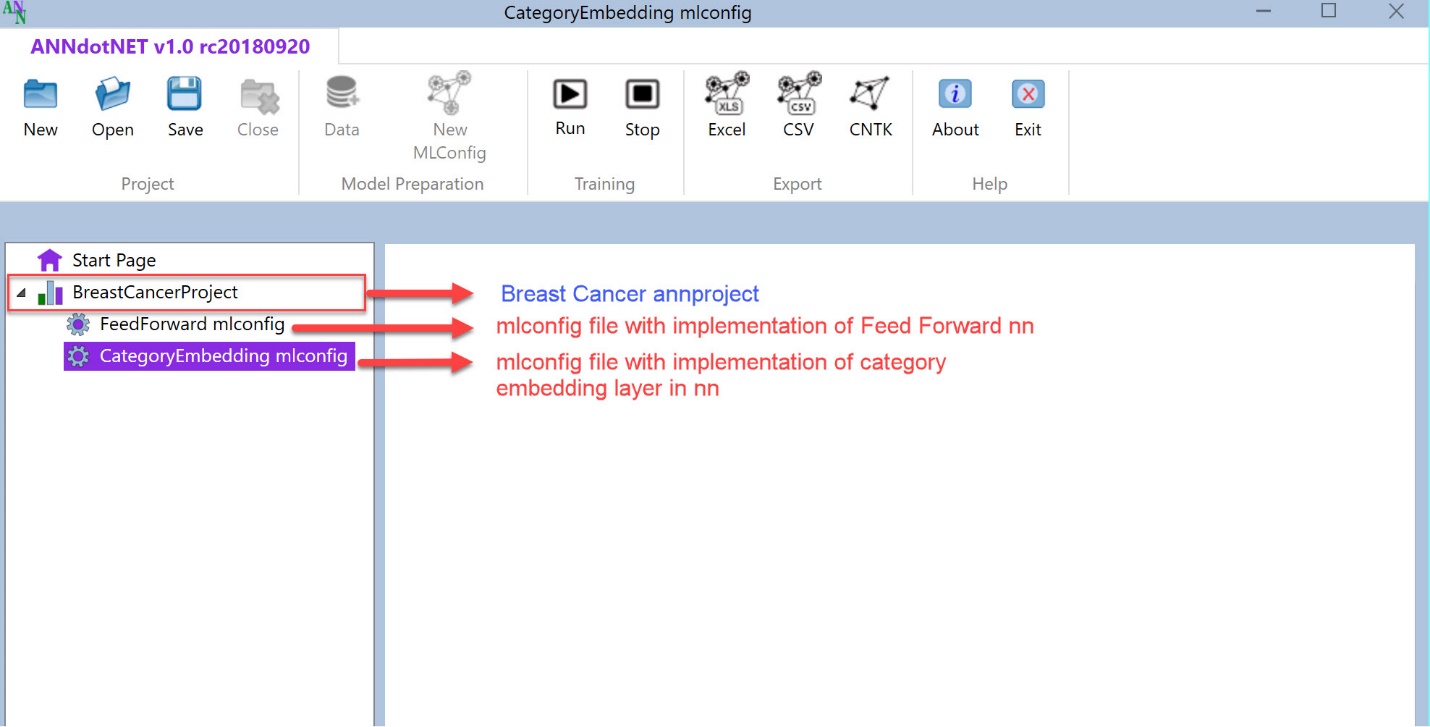 ANN
CategoryEmbedding mlconfig
ANNdotNET v1.0 rc20180920
New
Open
Save
Close
Data
New
MLConfig
Run
Stop
XLS
Excel
CSV
CSV
CNTK
About
Exit
Project
Model Preparation
Training
Export
Help
Start Page
BreastCancerProject
Breast Cancer annproject
FeedForward mlconfig
mlconfig file with implementation of Feed Forward nn
CategoryEmbedding mlconfig
mlconfig file with implementation of category
embedding layer in nn